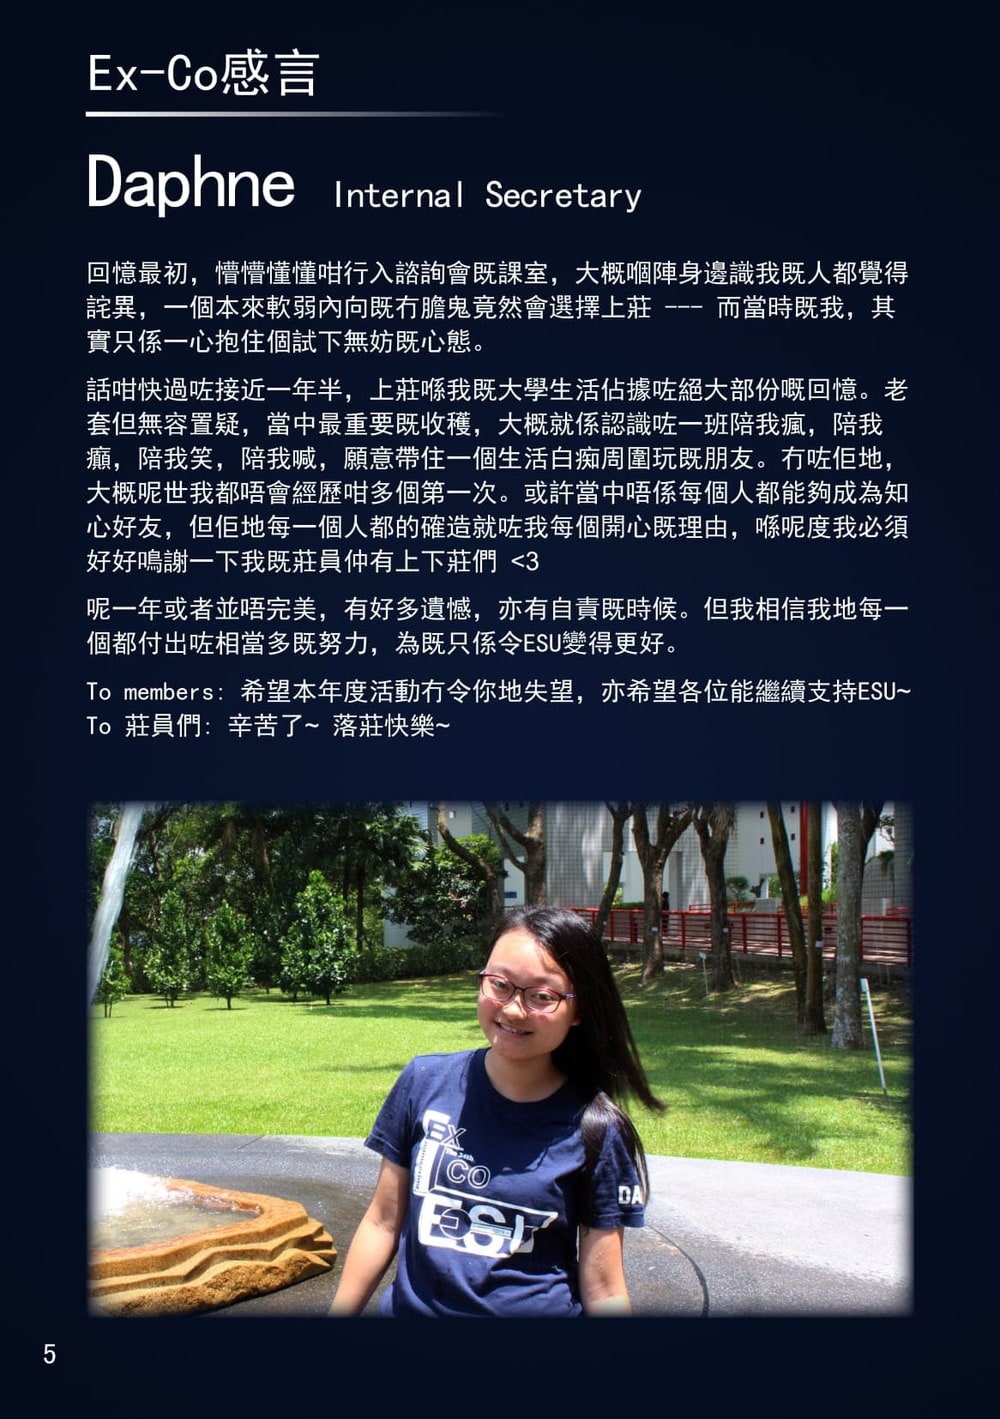 Ex-Co感言
Daphne Internal Secretary
回憶最初，懵懵懂懂咁行入諮詢會既課室，大概嗰陣身邊識我既人都覺得
詫異，一個本來軟弱內向既冇膽鬼竟然會選擇上莊 --- 而當時既我，其
實只係一心抱住個試下無妨既心態。
話咁快過咗接近一年半，上莊喺我既大學生活佔據咗絕大部份嘅回憶。老
套但無容置疑，當中最重要既收穫，大概就係認識咗一班陪我瘋，陪我
癲，陪我笑，陪我喊，願意帶住一個生活白痴周圍玩既朋友。冇咗佢地，
大概呢世我都唔會經歷咁多個第一次。或許當中唔係每個人都能夠成為知
心好友，但佢地每一個人都的確造就咗我每個開心既理由，喺呢度我必須
好好鳴謝一下我既莊員仲有上下莊們 <3
呢一年或者並唔完美，有好多遺憾，亦有自責既時候。但我相信我地每一
個都付出咗相當多既努力，為既只係令ESU變得更好。
To members: 希望本年度活動冇令你地失望，亦希望各位能繼續支持ESU~
To 莊員們: 辛苦了~ 落莊快樂~
EX
The 34th
CO
ESU
DA
5